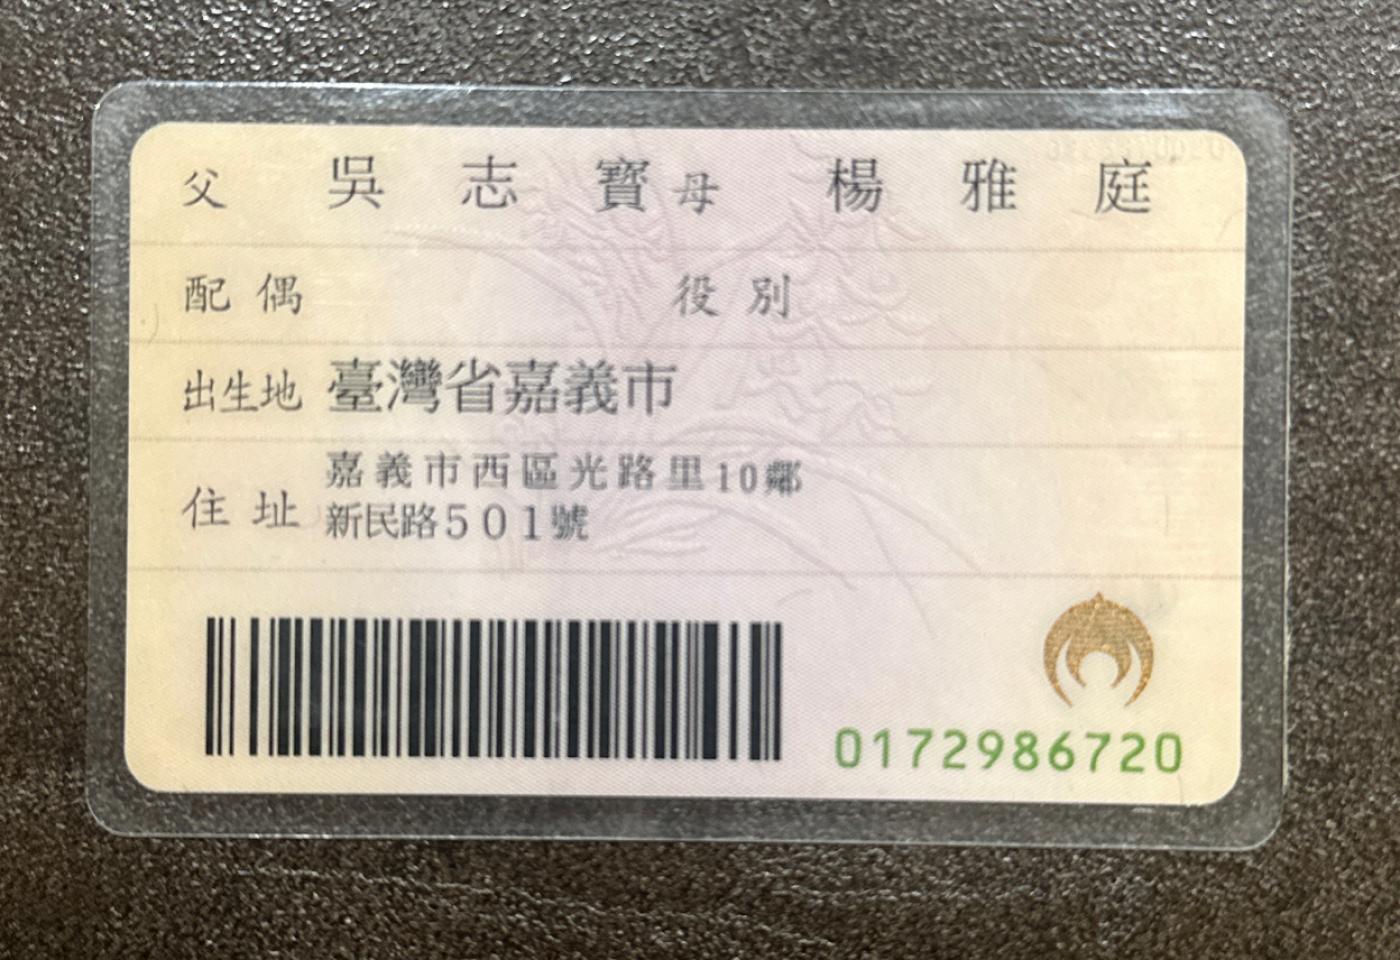 父 吳志寶 母 楊雅庭
配偶 役別
出生地 臺灣省嘉義市
住址 嘉義市西區光路里10鄰
新民路501號
0172986720